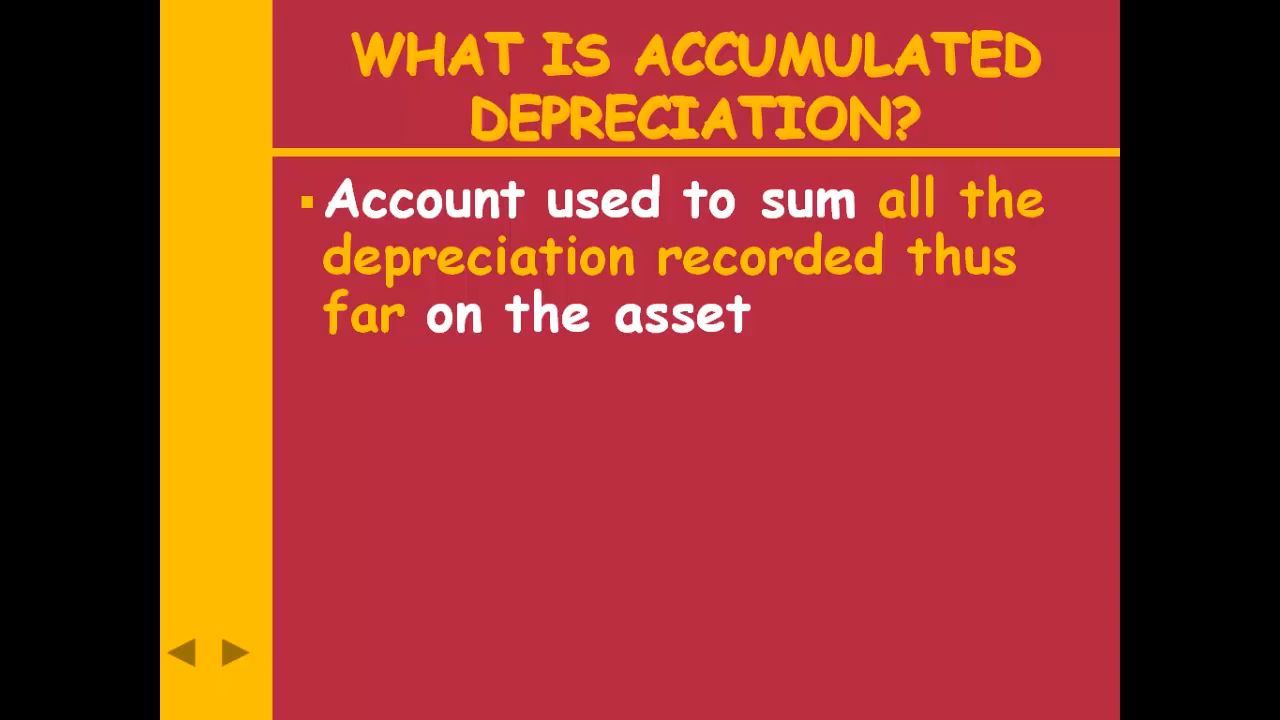 WHAT IS ACCUMULATED
DEPRECIATION?
▪Account used to sum all the
depreciation recorded thus
far on the asset